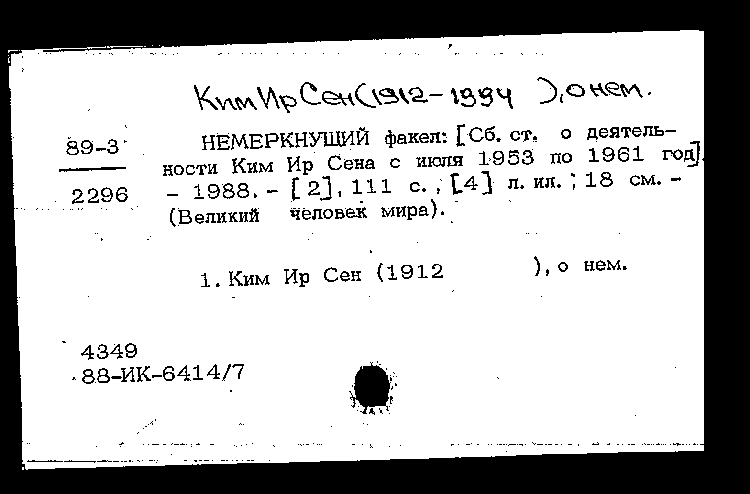 Ким Ир Сен (1912-1994 ), о нем.
89-3 НЕМЕРКНУЩИЙ факел: [Сб. ст. о деятель-
ности Ким Ир Сена с июля 1953 по 1961 год].
2296 - 1988. - [2], 111 с., [4] л. ил. ; 18 см. -
(Великий человек мира).
1. Ким Ир Сен (1912 ), о нем.
4349
88-ИК-6414/7